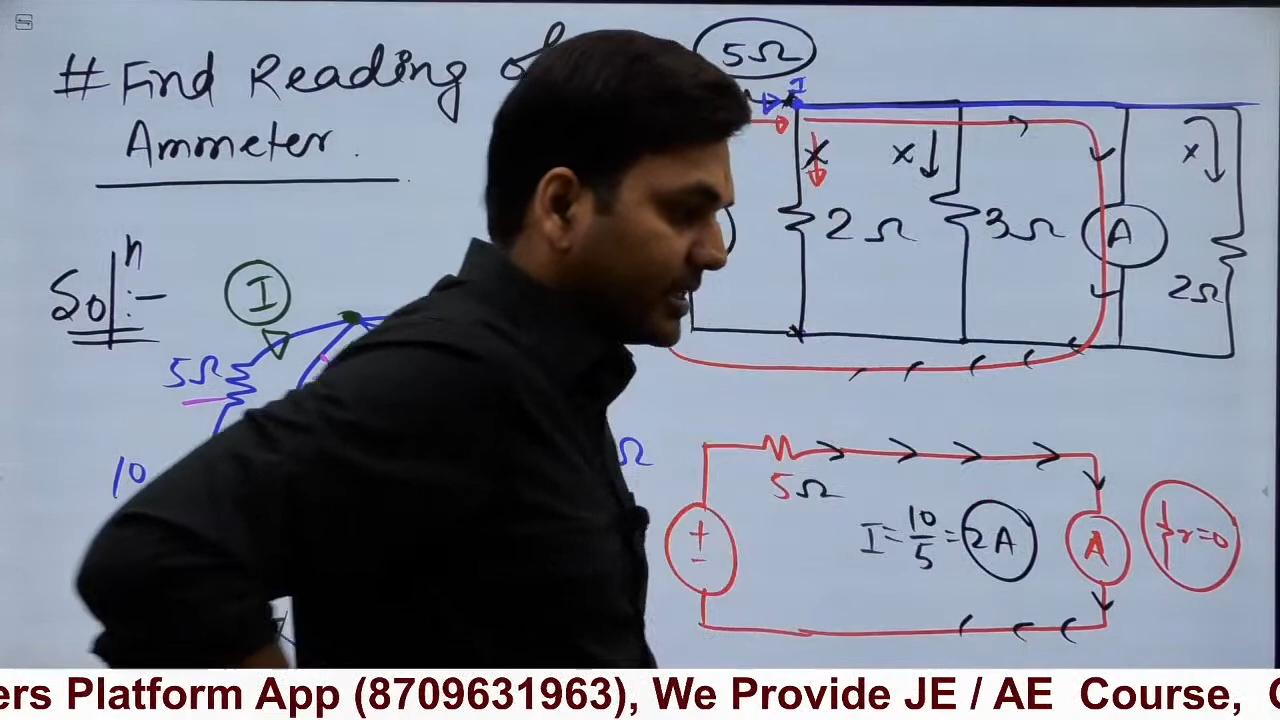 # Find Reading of
Ammeter.
Solⁿ:-
I
5Ω
10
Ω
5Ω
I
x
x
x
2Ω
3Ω
A
2Ω
+
-
5Ω
I=10/5=2A
A
r=0
ers Platform App (8709631963), We Provide JE / AE Course,